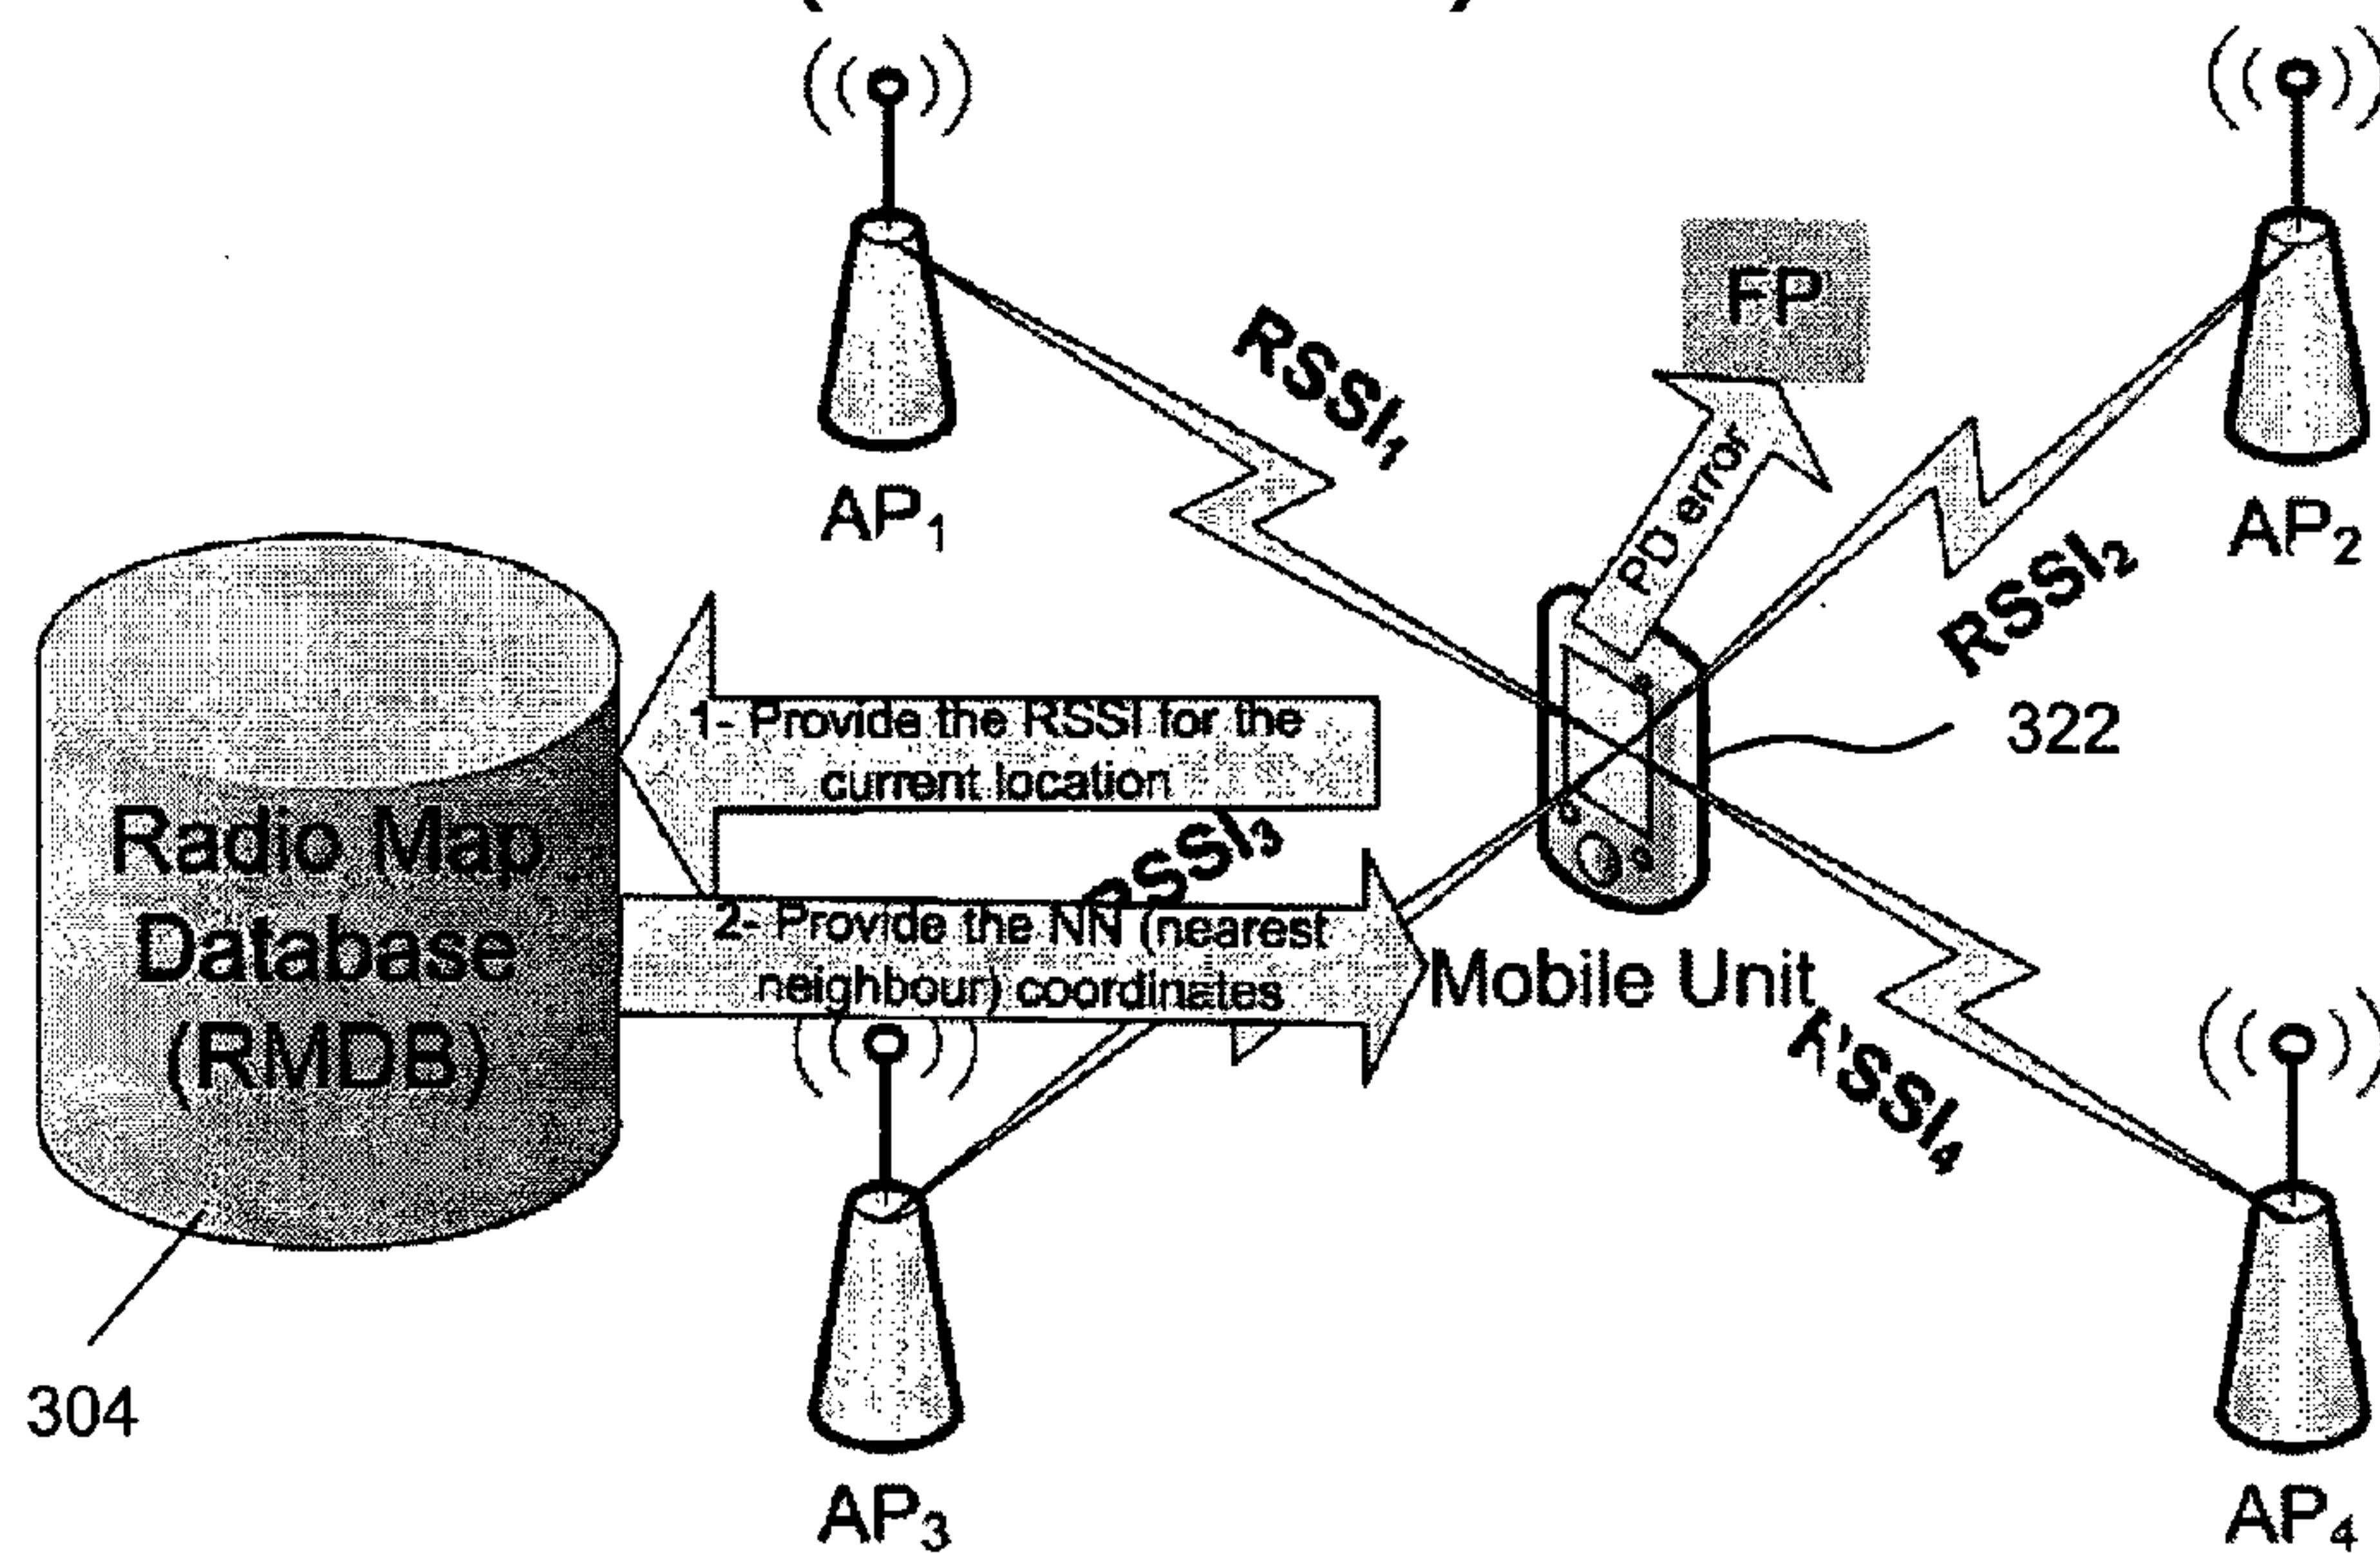 FP
RSSI₁
PD error
AP₁
AP₂
RSSI₂
322
1- Provide the RSSI for the
current location
Radio Map
Database
(RMDB)
RSSI₃
2- Provide the NN (nearest
neighbour) coordinates
Mobile Unit
RSSI₄
304
AP₃
AP₄